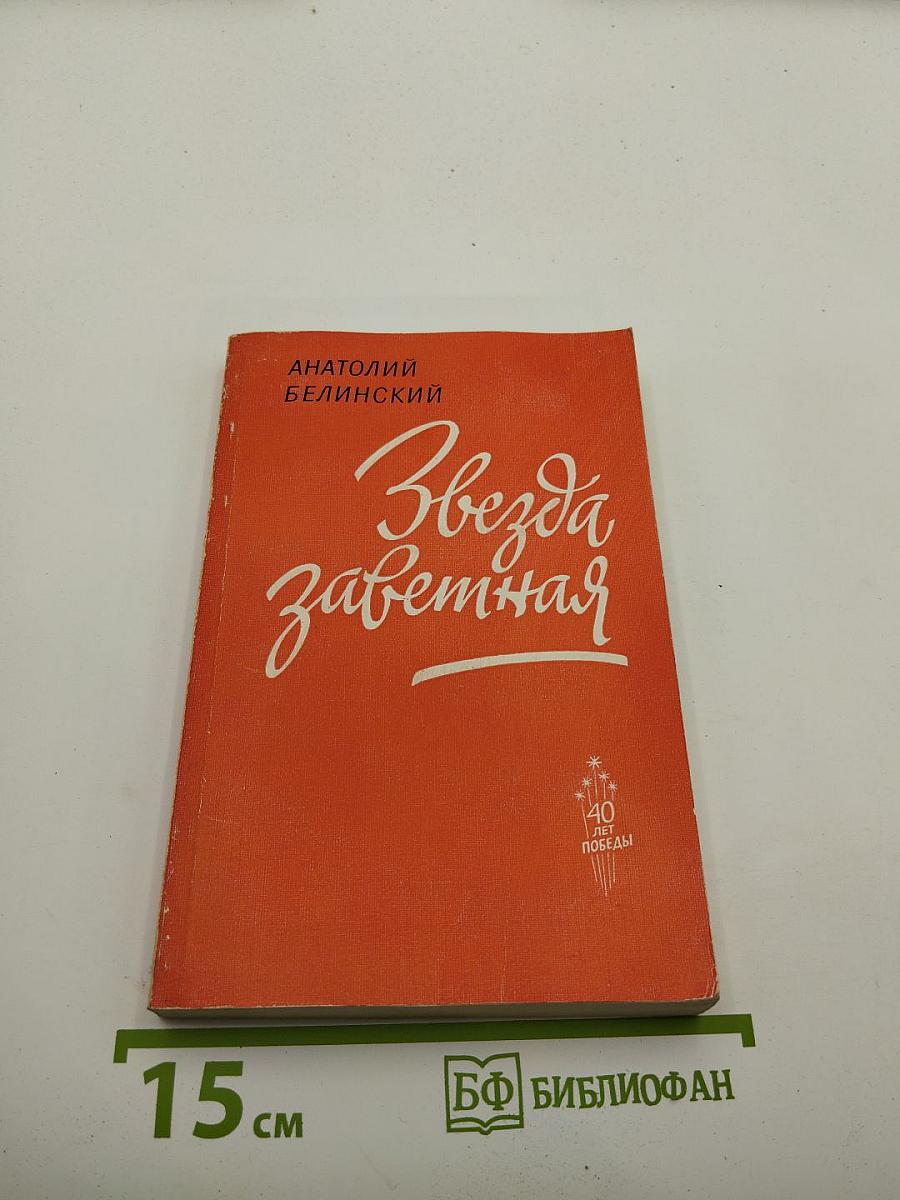 АНАТОЛИЙ
БЕЛИНСКИЙ
Звезда
заветная
40
ЛЕТ
ПОБЕДЫ
15 см
БФ БИБЛИОФАН